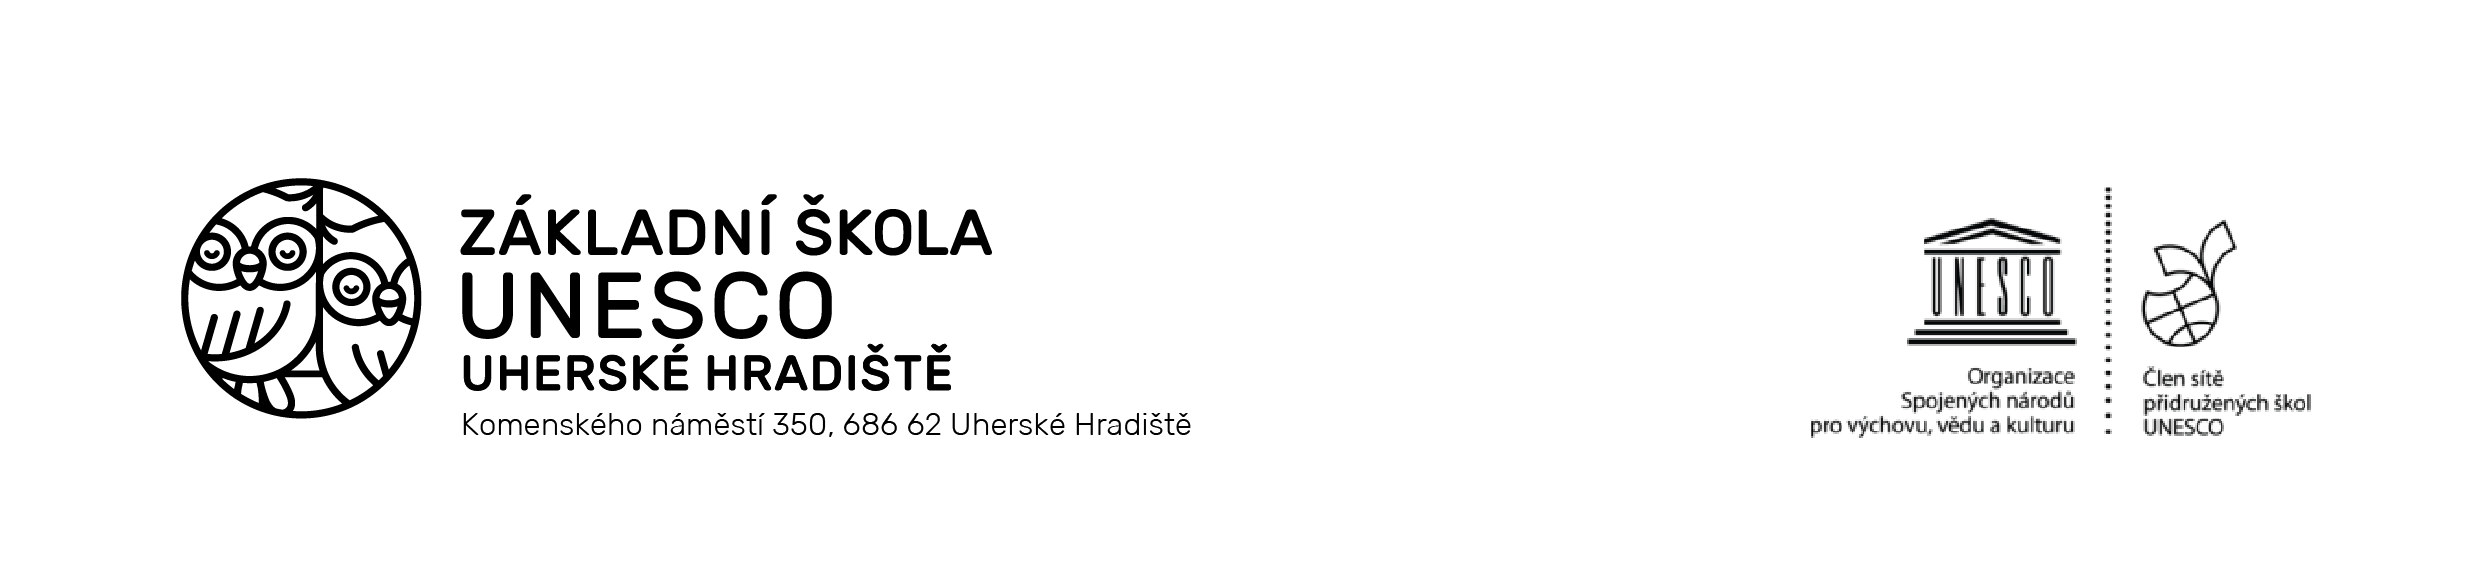 ZÁKLADNÍ ŠKOLA
UNESCO
UHERSKÉ HRADIŠTĚ
Komenského náměstí 350, 686 62 Uherské Hradiště
UNESCO
Organizace
Spojených národů
pro výchovu, vědu a kulturu
Člen sítě
přidružených škol
UNESCO